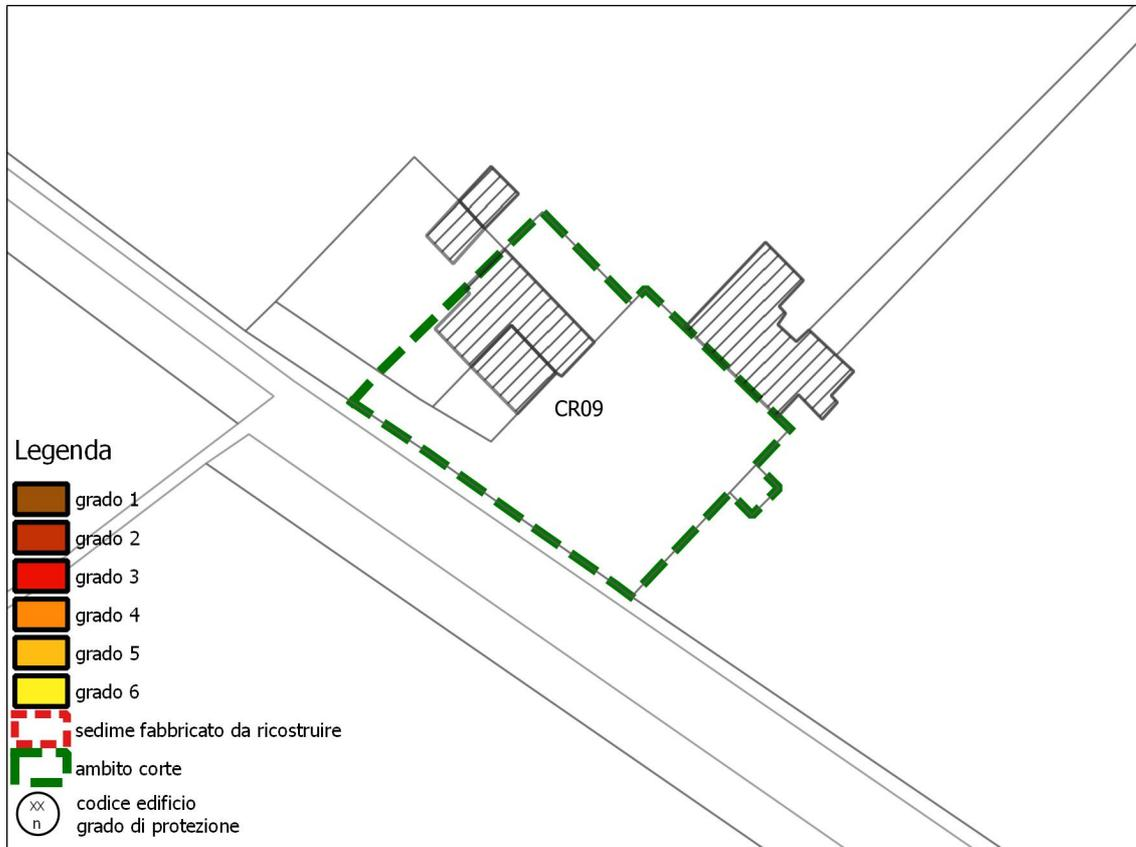 CR09
Legenda
grado 1
grado 2
grado 3
grado 4
grado 5
grado 6
sedime fabbricato da ricostruire
ambito corte
xx
n
codice edificio
grado di protezione